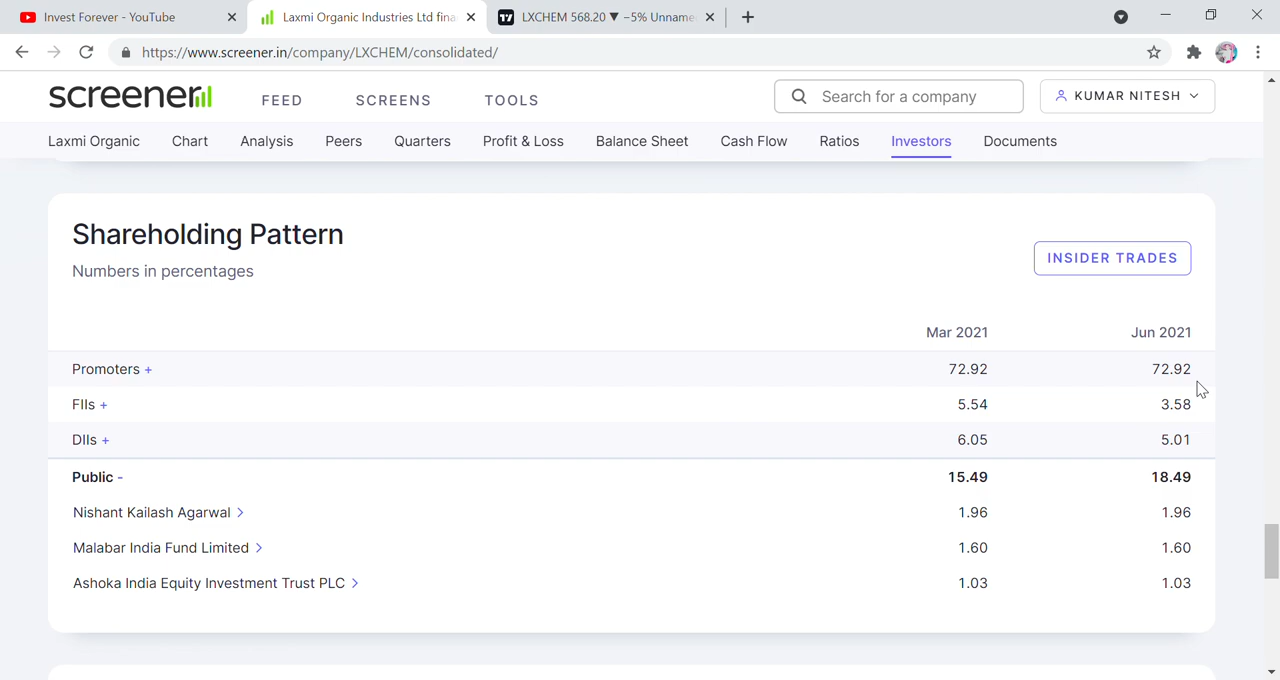 Invest Forever - YouTube
Laxmi Organic Industries Ltd fina
LXCHEM 568.20 ▼ −5% Unname
https://www.screener.in/company/LXCHEM/consolidated/
screener
FEED
SCREENS
TOOLS
Search for a company
KUMAR NITESH
Laxmi Organic
Chart
Analysis
Peers
Quarters
Profit & Loss
Balance Sheet
Cash Flow
Ratios
Investors
Documents
Shareholding Pattern
Numbers in percentages
INSIDER TRADES
Mar 2021 Jun 2021
Promoters + 72.92 72.92
FIIs + 5.54 3.58
DIIs + 6.05 5.01
Public - 15.49 18.49
Nishant Kailash Agarwal > 1.96 1.96
Malabar India Fund Limited > 1.60 1.60
Ashoka India Equity Investment Trust PLC > 1.03 1.03